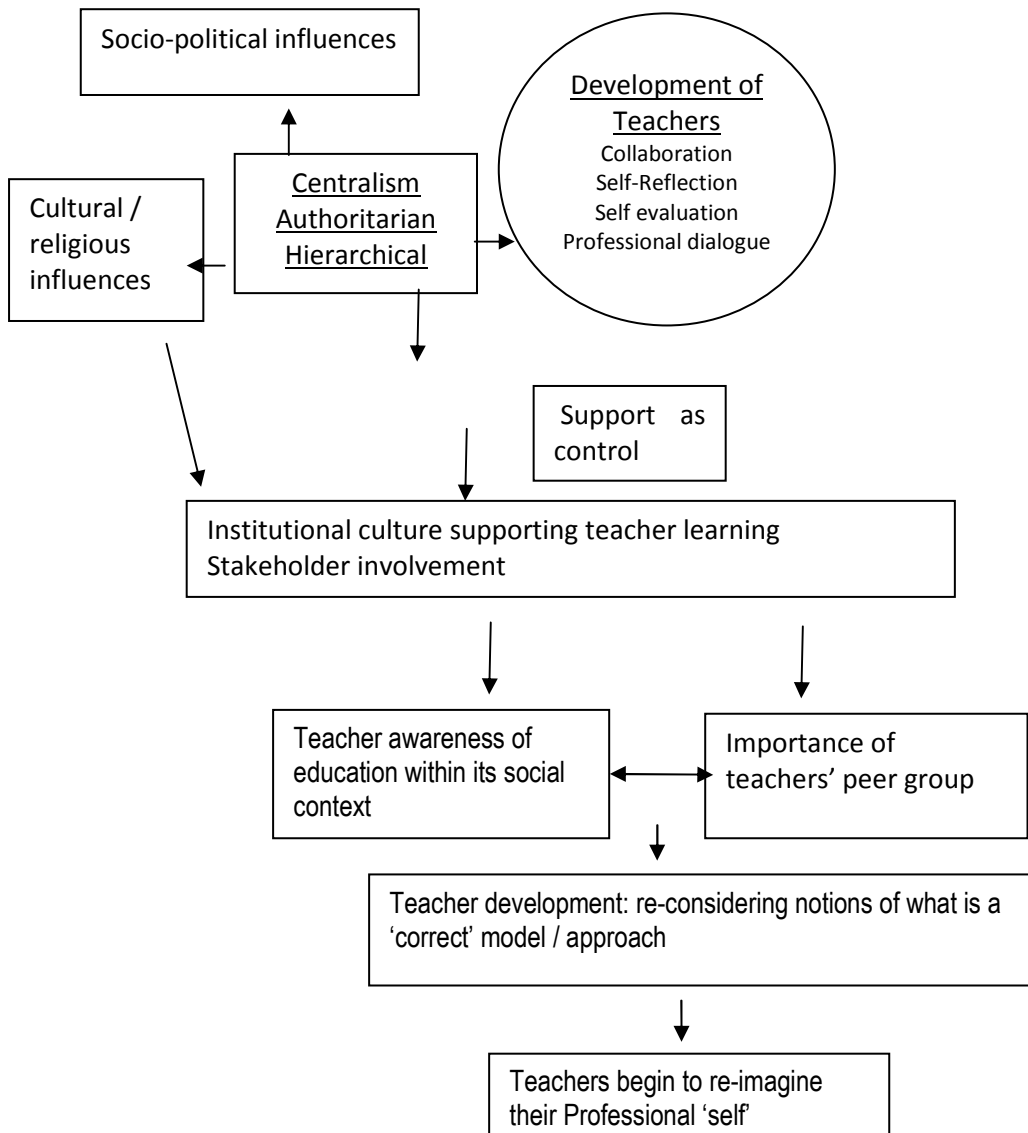 Socio-political influences
Development of
Teachers
Collaboration
Self-Reflection
Self evaluation
Professional dialogue
Centralism
Authoritarian
Hierarchical
Cultural /
religious
influences
Support as
control
Institutional culture supporting teacher learning
Stakeholder involvement
Teacher awareness of
education within its social
context
Importance of
teachers’ peer group
Teacher development: re-considering notions of what is a
‘correct’ model / approach
Teachers begin to re-imagine
their Professional ‘self’